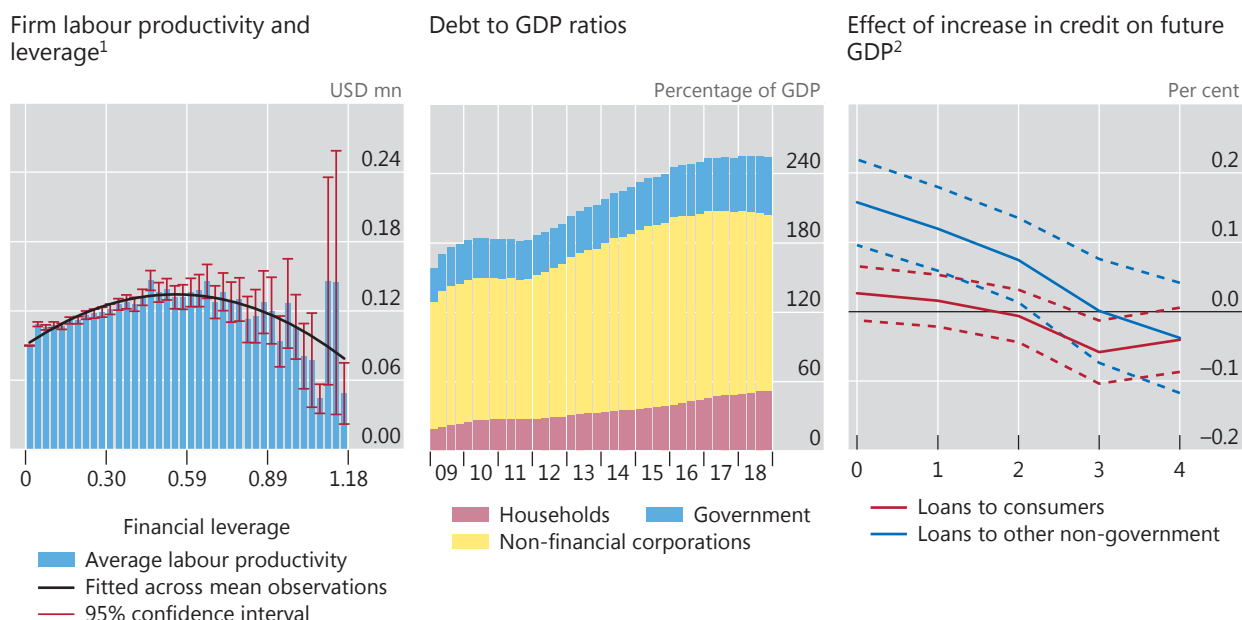 Firm labour productivity and
leverage1
USD mn
0.24
0.18
0.12
0.06
0.00
0 0.30 0.59 0.89 1.18
Financial leverage
Average labour productivity
Fitted across mean observations
95% confidence interval
Debt to GDP ratios
Percentage of GDP
240
180
120
60
0
09 10 11 12 13 14 15 16 17 18
Households Government
Non-financial corporations
Effect of increase in credit on future
GDP2
Per cent
0.2
0.1
0.0
–0.1
–0.2
0 1 2 3 4
Loans to consumers
Loans to other non-government